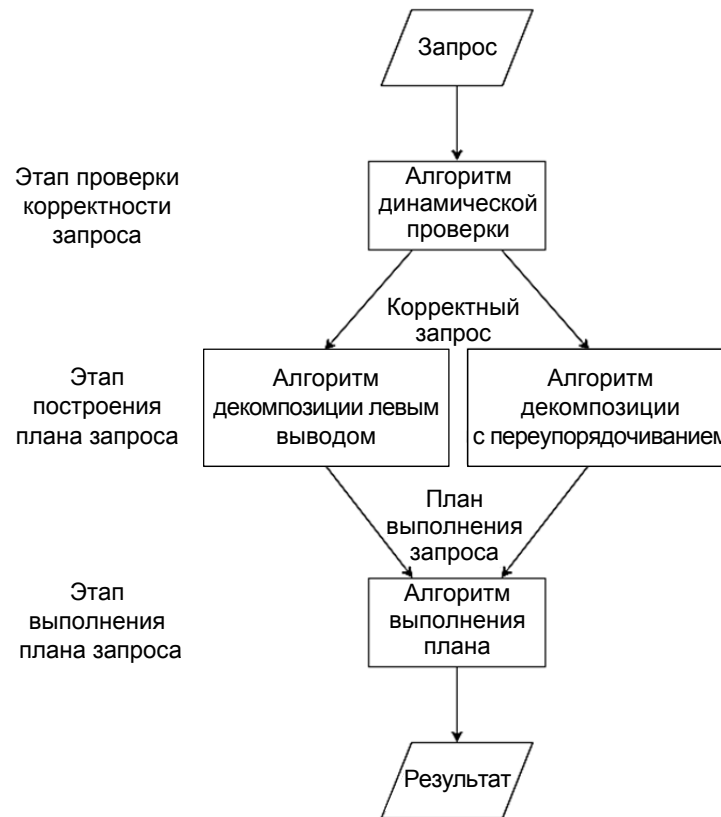 Запрос
Этап проверки
корректности
запроса
Алгоритм
динамической
проверки
Корректный
запрос
Этап
построения
плана запроса
Алгоритм
декомпозиции левым
выводом
Алгоритм
декомпозиции
с переупорядочиванием
План
выполнения
запроса
Этап
выполнения
плана запроса
Алгоритм
выполнения
плана
Результат